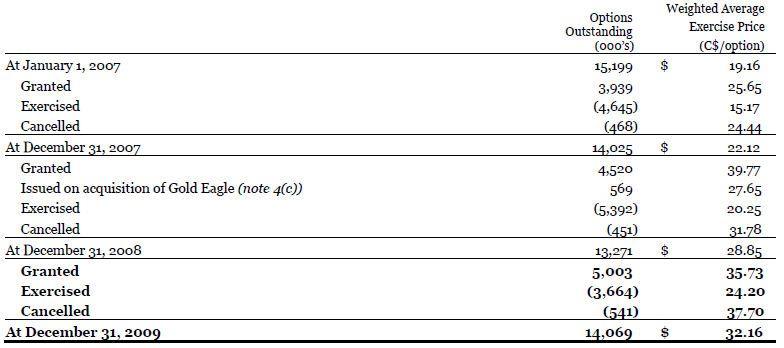 Options Outstanding (000's) Weighted Average Exercise Price (C$/option)
At January 1, 2007 15,199 $ 19.16
Granted 3,939 25.65
Exercised (4,645) 15.17
Cancelled (468) 24.44
At December 31, 2007 14,025 $ 22.12
Granted 4,520 39.77
Issued on acquisition of Gold Eagle (note 4(c)) 569 27.65
Exercised (5,392) 20.25
Cancelled (451) 31.78
At December 31, 2008 13,271 $ 28.85
Granted 5,003 35.73
Exercised (3,664) 24.20
Cancelled (541) 37.70
At December 31, 2009 14,069 $ 32.16